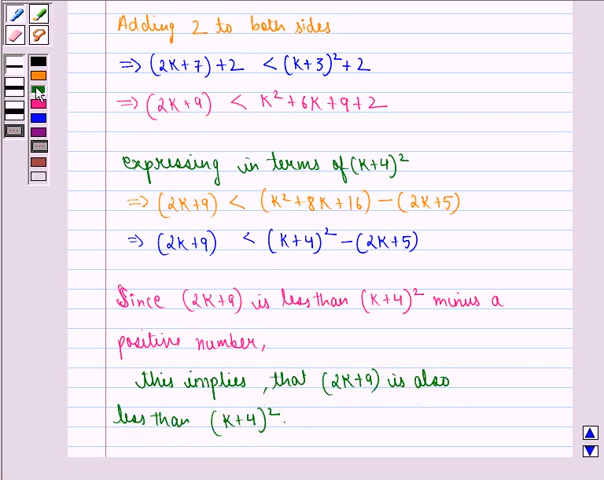 Adding 2 to both sides
⇒ (2K+7)+2 < (K+3)²+2
⇒ (2K+9) < K²+6K+9+2
expressing in terms of (K+4)²
⇒ (2K+9) < (K²+8K+16) - (2K+5)
⇒ (2K+9) < (K+4)² - (2K+5)
Since (2K+9) is less than (K+4)² minus a
positive number,
this implies, that (2K+9) is also
less than (K+4)².